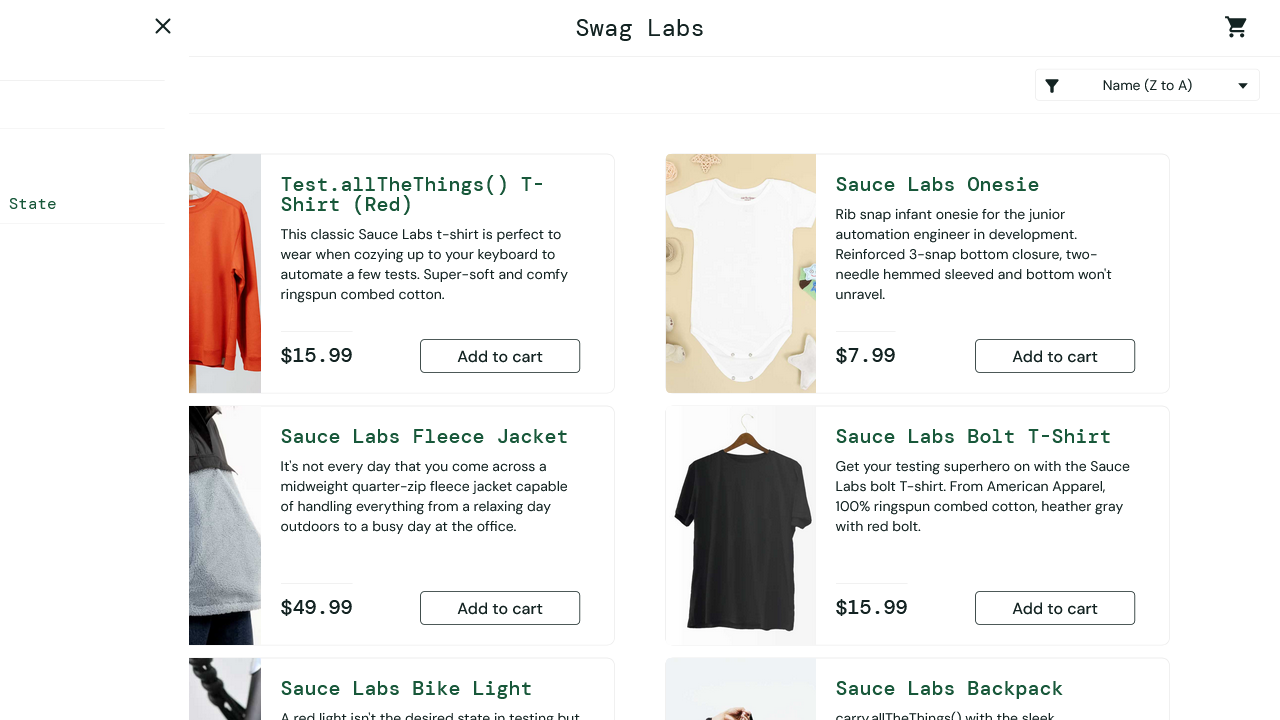 Swag Labs
Name (Z to A)
State
Test.allTheThings() T-
Shirt (Red)
This classic Sauce Labs t-shirt is perfect to
wear when cozying up to your keyboard to
automate a few tests. Super-soft and comfy
ringspun combed cotton.
$15.99
Add to cart
Sauce Labs Onesie
Rib snap infant onesie for the junior
automation engineer in development.
Reinforced 3-snap bottom closure, two-
needle hemmed sleeved and bottom won't
unravel.
$7.99
Add to cart
Sauce Labs Fleece Jacket
It's not every day that you come across a
midweight quarter-zip fleece jacket capable
of handling everything from a relaxing day
outdoors to a busy day at the office.
$49.99
Add to cart
Sauce Labs Bolt T-Shirt
Get your testing superhero on with the Sauce
Labs bolt T-shirt. From American Apparel,
100% ringspun combed cotton, heather gray
with red bolt.
$15.99
Add to cart
Sauce Labs Bike Light
A red light isn't the desired state in testing but
Sauce Labs Backpack
carry.allTheThings() with the sleek,